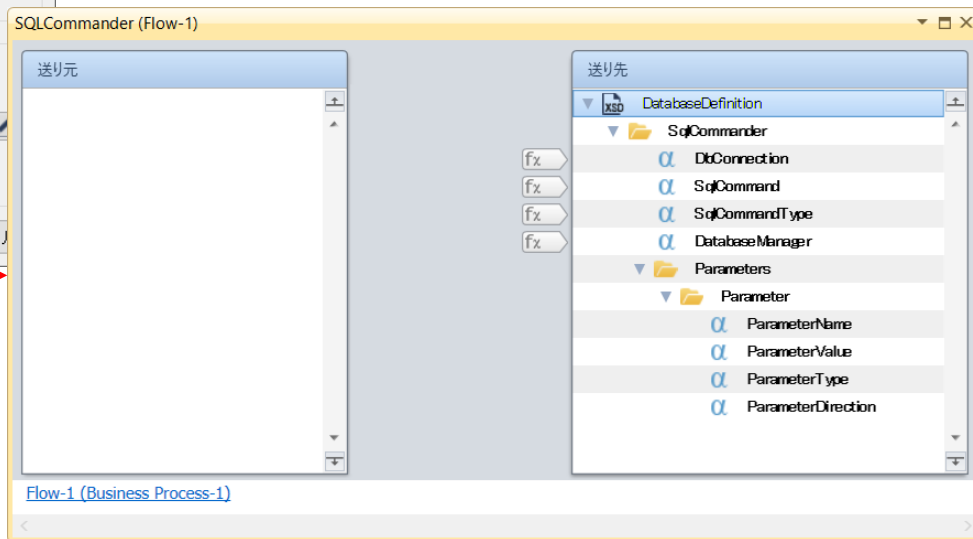 SQLCommander (Flow-1)
送り元
送り先
XSD DatabaseDefinition
SqlCommander
fx α DbConnection
fx α SqlCommand
fx α SqlCommandType
fx α DatabaseManager
Parameters
Parameter
α ParameterName
α ParameterValue
α ParameterType
α ParameterDirection
Flow-1 (Business Process-1)